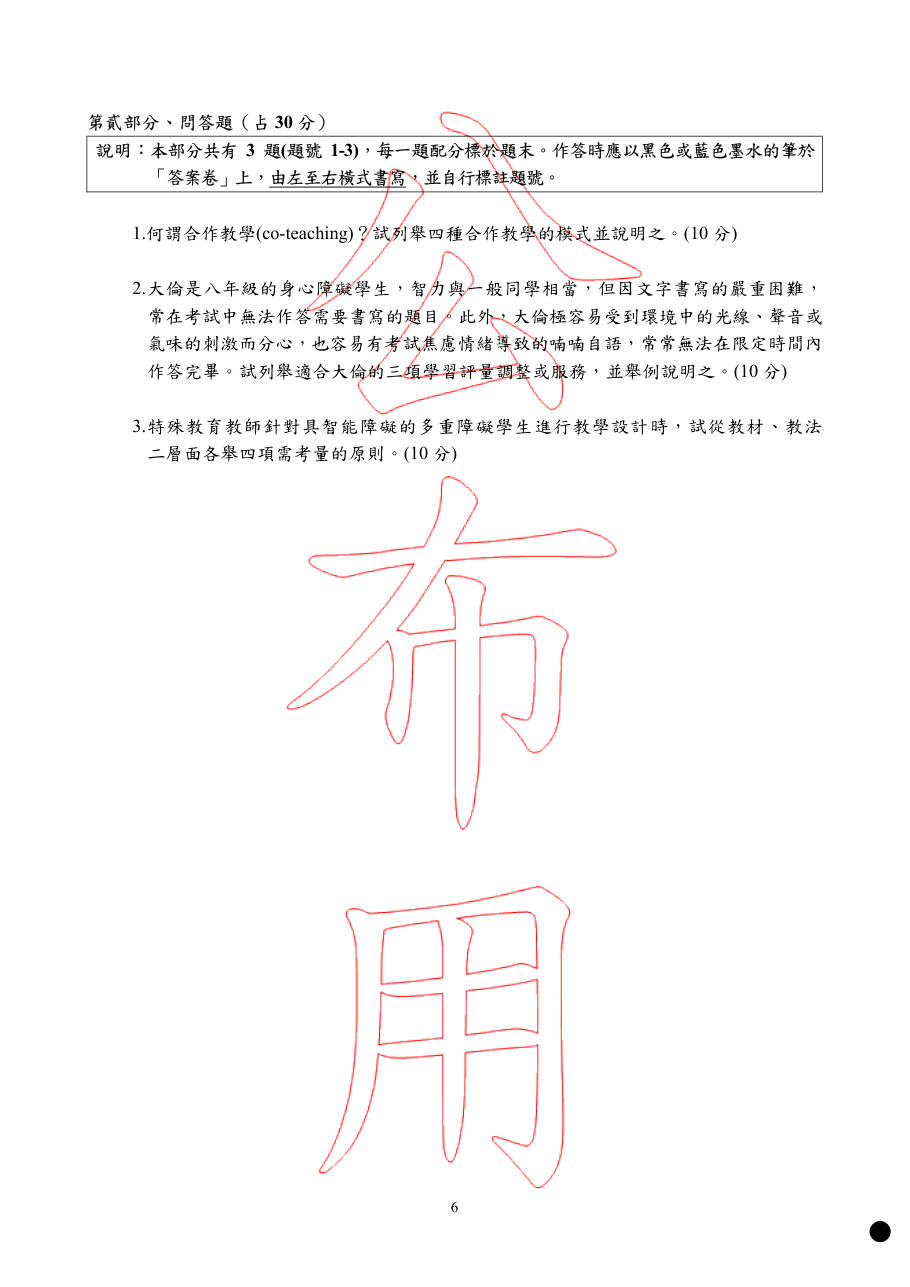 第貳部分、問答題（占 30 分）
說明：本部分共有 3 題(題號 1-3)，每一題配分標於題末。作答時應以黑色或藍色墨水的筆於
「答案卷」上，由左至右橫式書寫，並自行標註題號。
1.何謂合作教學(co-teaching)？試列舉四種合作教學的模式並說明之。(10 分)
2.大倫是八年級的身心障礙學生，智力與一般同學相當，但因文字書寫的嚴重困難，
常在考試中無法作答需要書寫的題目。此外，大倫極容易受到環境中的光線、聲音或
氣味的刺激而分心，也容易有考試焦慮情緒導致的喃喃自語，常常無法在限定時間內
作答完畢。試列舉適合大倫的三項學習評量調整或服務，並舉例說明之。(10 分)
3.特殊教育教師針對具智能障礙的多重障礙學生進行教學設計時，試從教材、教法
二層面各舉四項需考量的原則。(10 分)
公
布
用
6